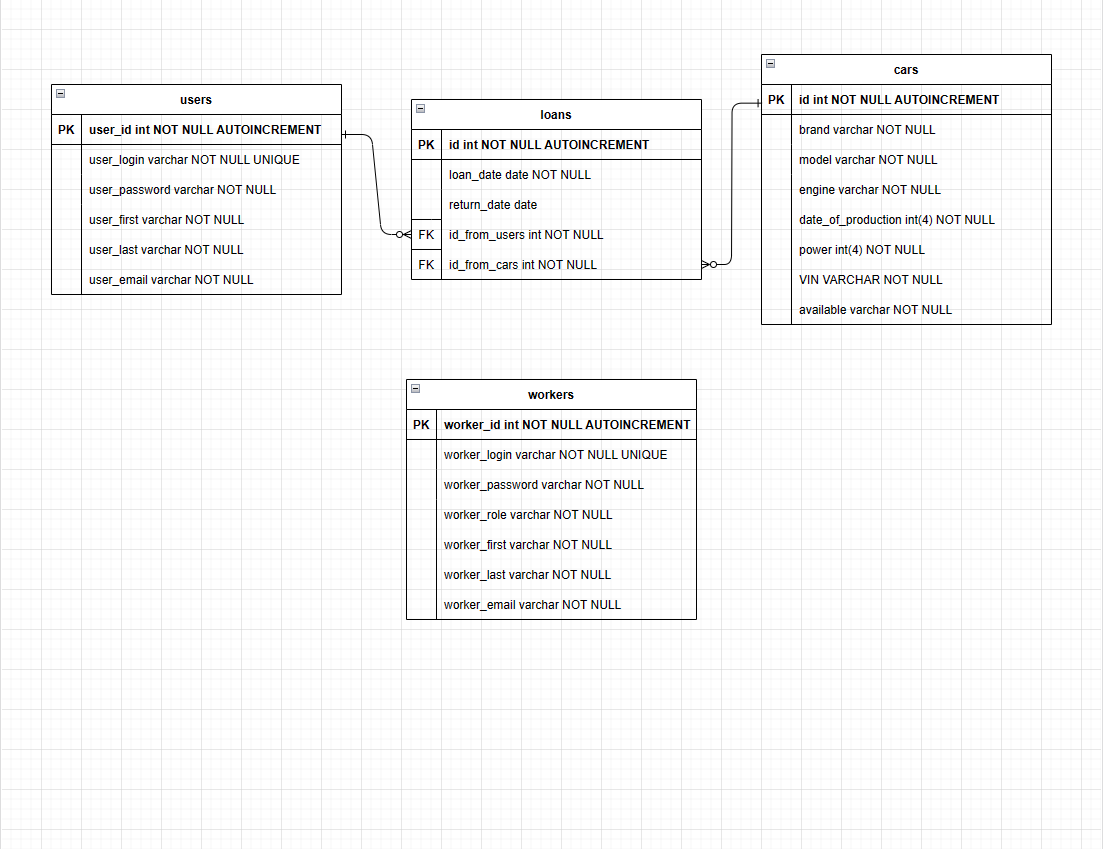 users
PK user_id int NOT NULL AUTOINCREMENT
user_login varchar NOT NULL UNIQUE
user_password varchar NOT NULL
user_first varchar NOT NULL
user_last varchar NOT NULL
user_email varchar NOT NULL
loans
PK id int NOT NULL AUTOINCREMENT
loan_date date NOT NULL
return_date date
FK id_from_users int NOT NULL
FK id_from_cars int NOT NULL
cars
PK id int NOT NULL AUTOINCREMENT
brand varchar NOT NULL
model varchar NOT NULL
engine varchar NOT NULL
date_of_production int(4) NOT NULL
power int(4) NOT NULL
VIN VARCHAR NOT NULL
available varchar NOT NULL
workers
PK worker_id int NOT NULL AUTOINCREMENT
worker_login varchar NOT NULL UNIQUE
worker_password varchar NOT NULL
worker_role varchar NOT NULL
worker_first varchar NOT NULL
worker_last varchar NOT NULL
worker_email varchar NOT NULL